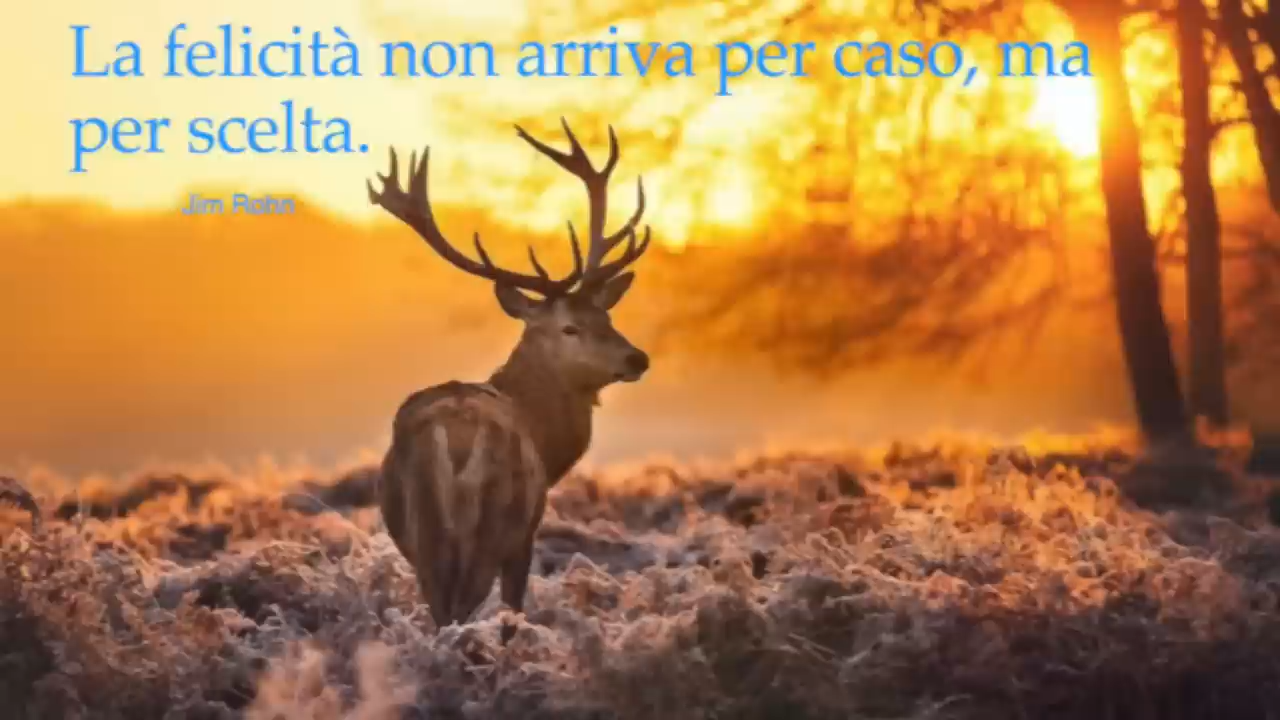 La felicità non arriva per caso, ma
per scelta.
Jim Rohn